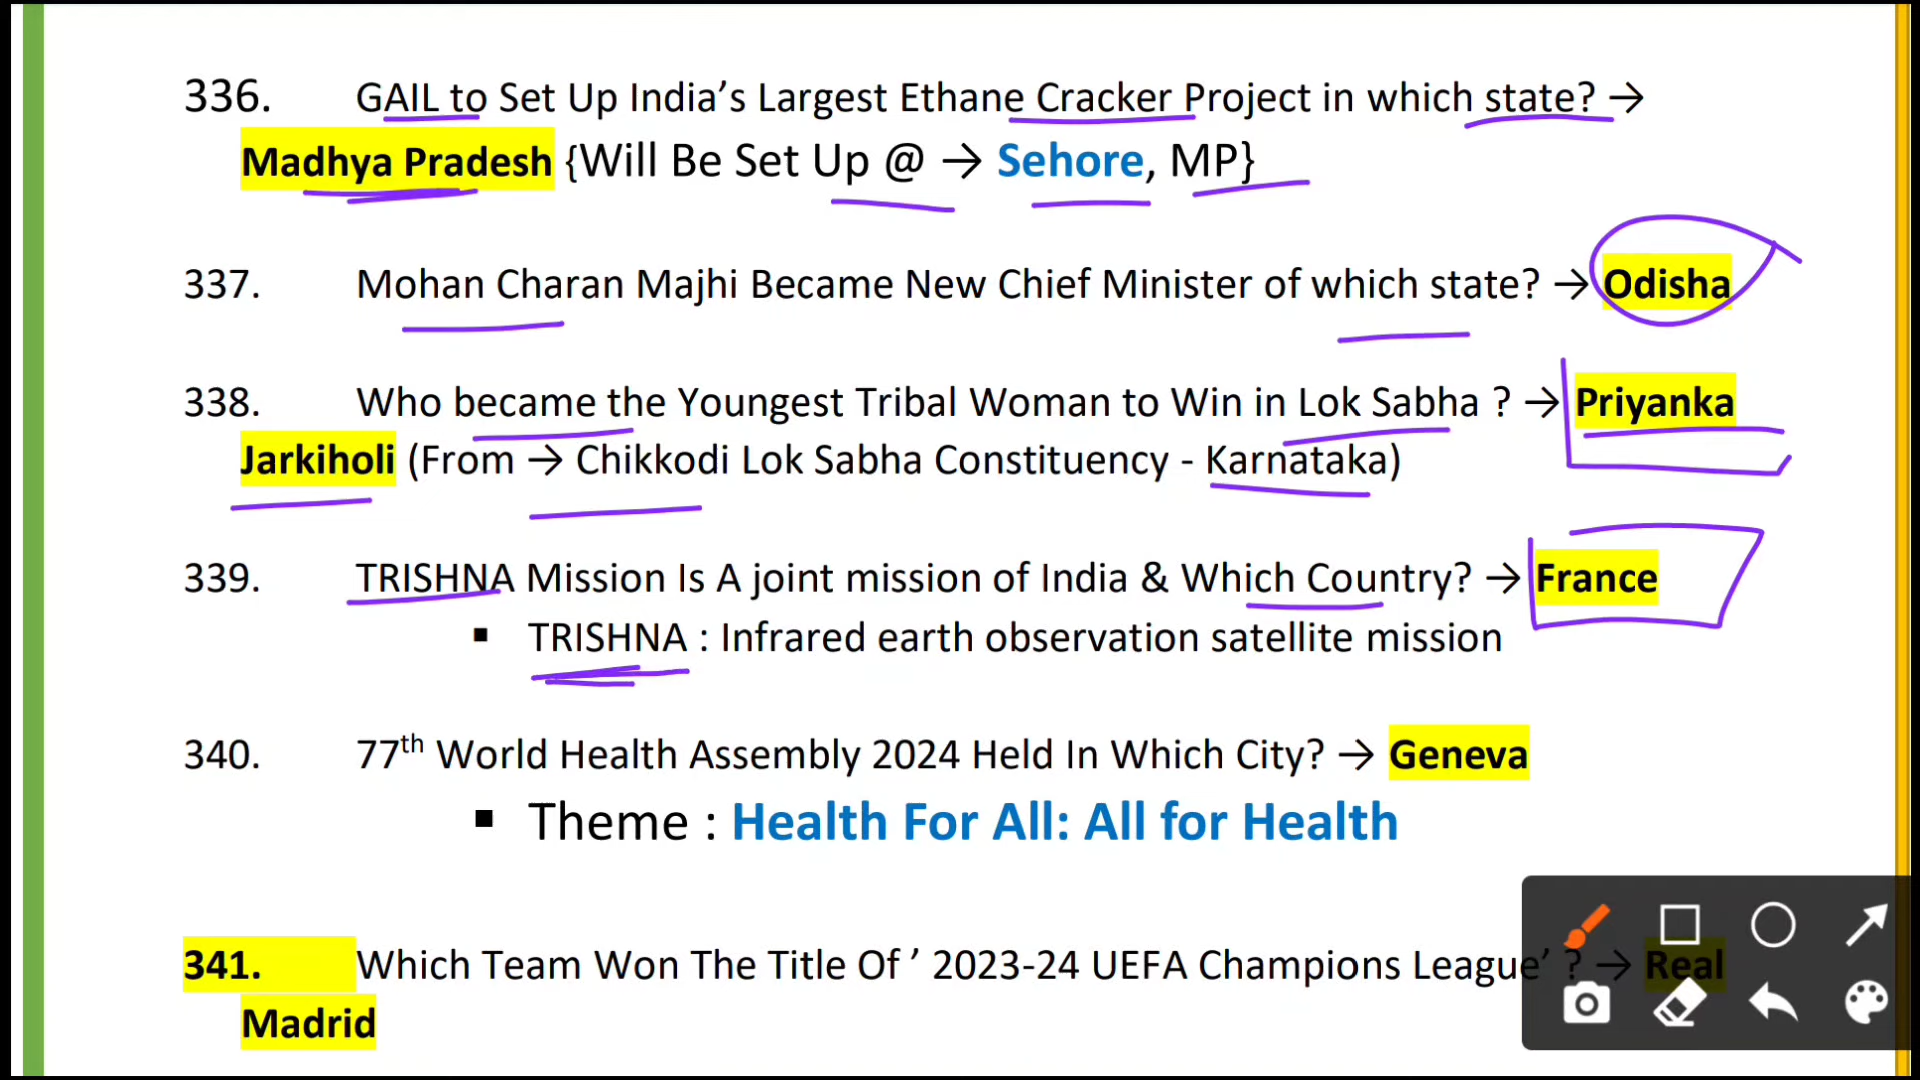 336. GAIL to Set Up India’s Largest Ethane Cracker Project in which state? →
Madhya Pradesh {Will Be Set Up @ → Sehore, MP}
337. Mohan Charan Majhi Became New Chief Minister of which state? → Odisha
338. Who became the Youngest Tribal Woman to Win in Lok Sabha ? → Priyanka
Jarkiholi (From → Chikkodi Lok Sabha Constituency - Karnataka)
339. TRISHNA Mission Is A joint mission of India & Which Country? → France
▪ TRISHNA : Infrared earth observation satellite mission
340. 77th World Health Assembly 2024 Held In Which City? → Geneva
▪ Theme : Health For All: All for Health
341. Which Team Won The Title Of ’ 2023-24 UEFA Champions League’ ? → Real
Madrid